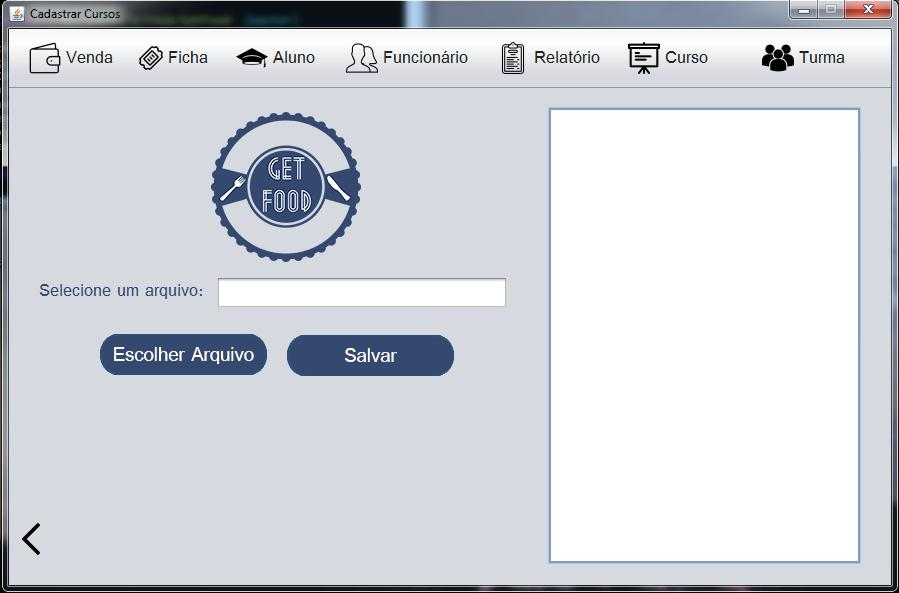 Cadastrar Cursos
Venda Ficha Aluno Funcionário Relatório Curso Turma
GET
FOOD
Selecione um arquivo:
Escolher Arquivo Salvar